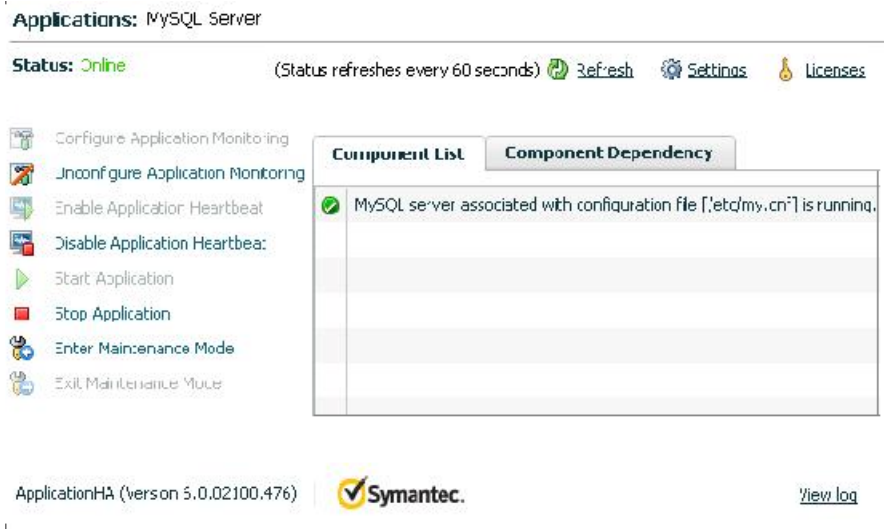 Applications: MySQL Server
Status: Online
(Status refreshes every 60 seconds) Refresh Settings Licenses
Configure Application Monitoring
Unconfigure Application Monitoring
Enable Application Heartbeat
Disable Application Heartbeat
Start Application
Stop Application
Enter Maintenance Mode
Exit Maintenance Mode
Component List Component Dependency
MySQL server associated with configuration file [/etc/my.cnf] is running.
ApplicationHA (Version 6.0.02100.476)
Symantec.
View log